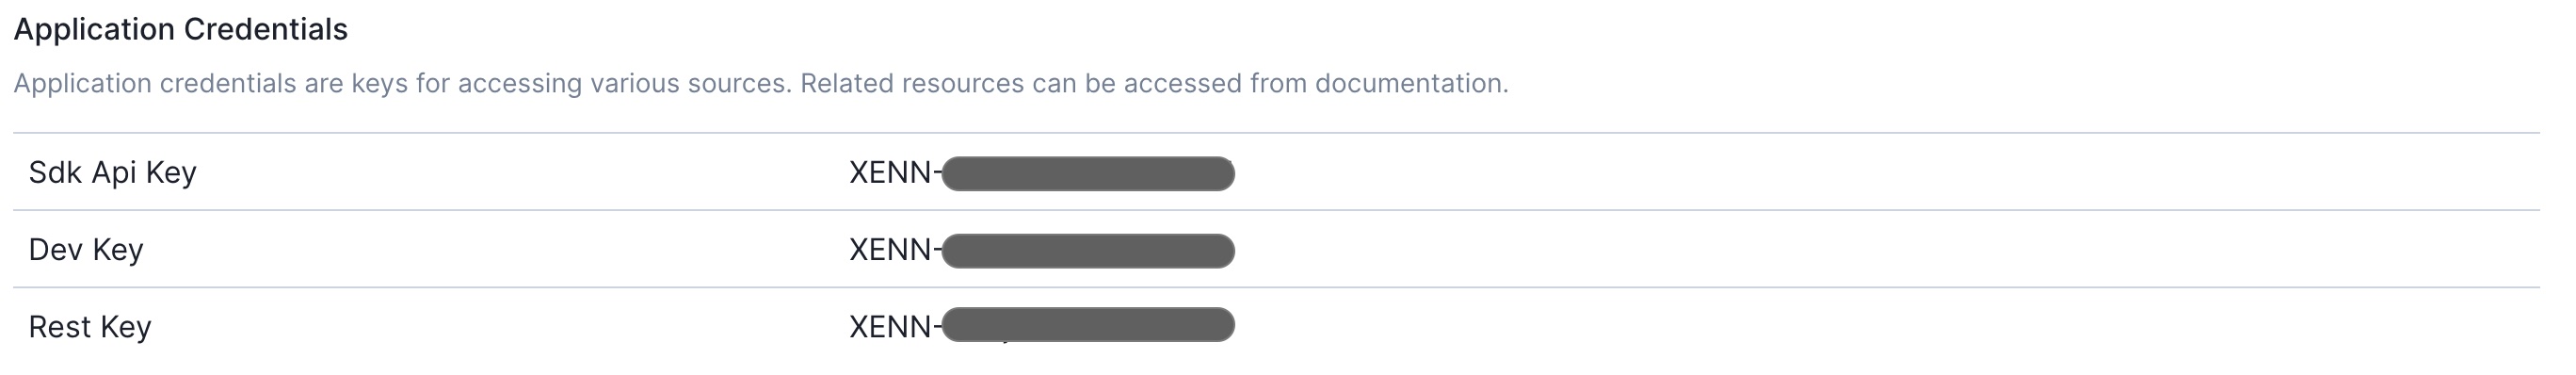 Application Credentials
Application credentials are keys for accessing various sources. Related resources can be accessed from documentation.
Sdk Api Key XENN-
Dev Key XENN-
Rest Key XENN-